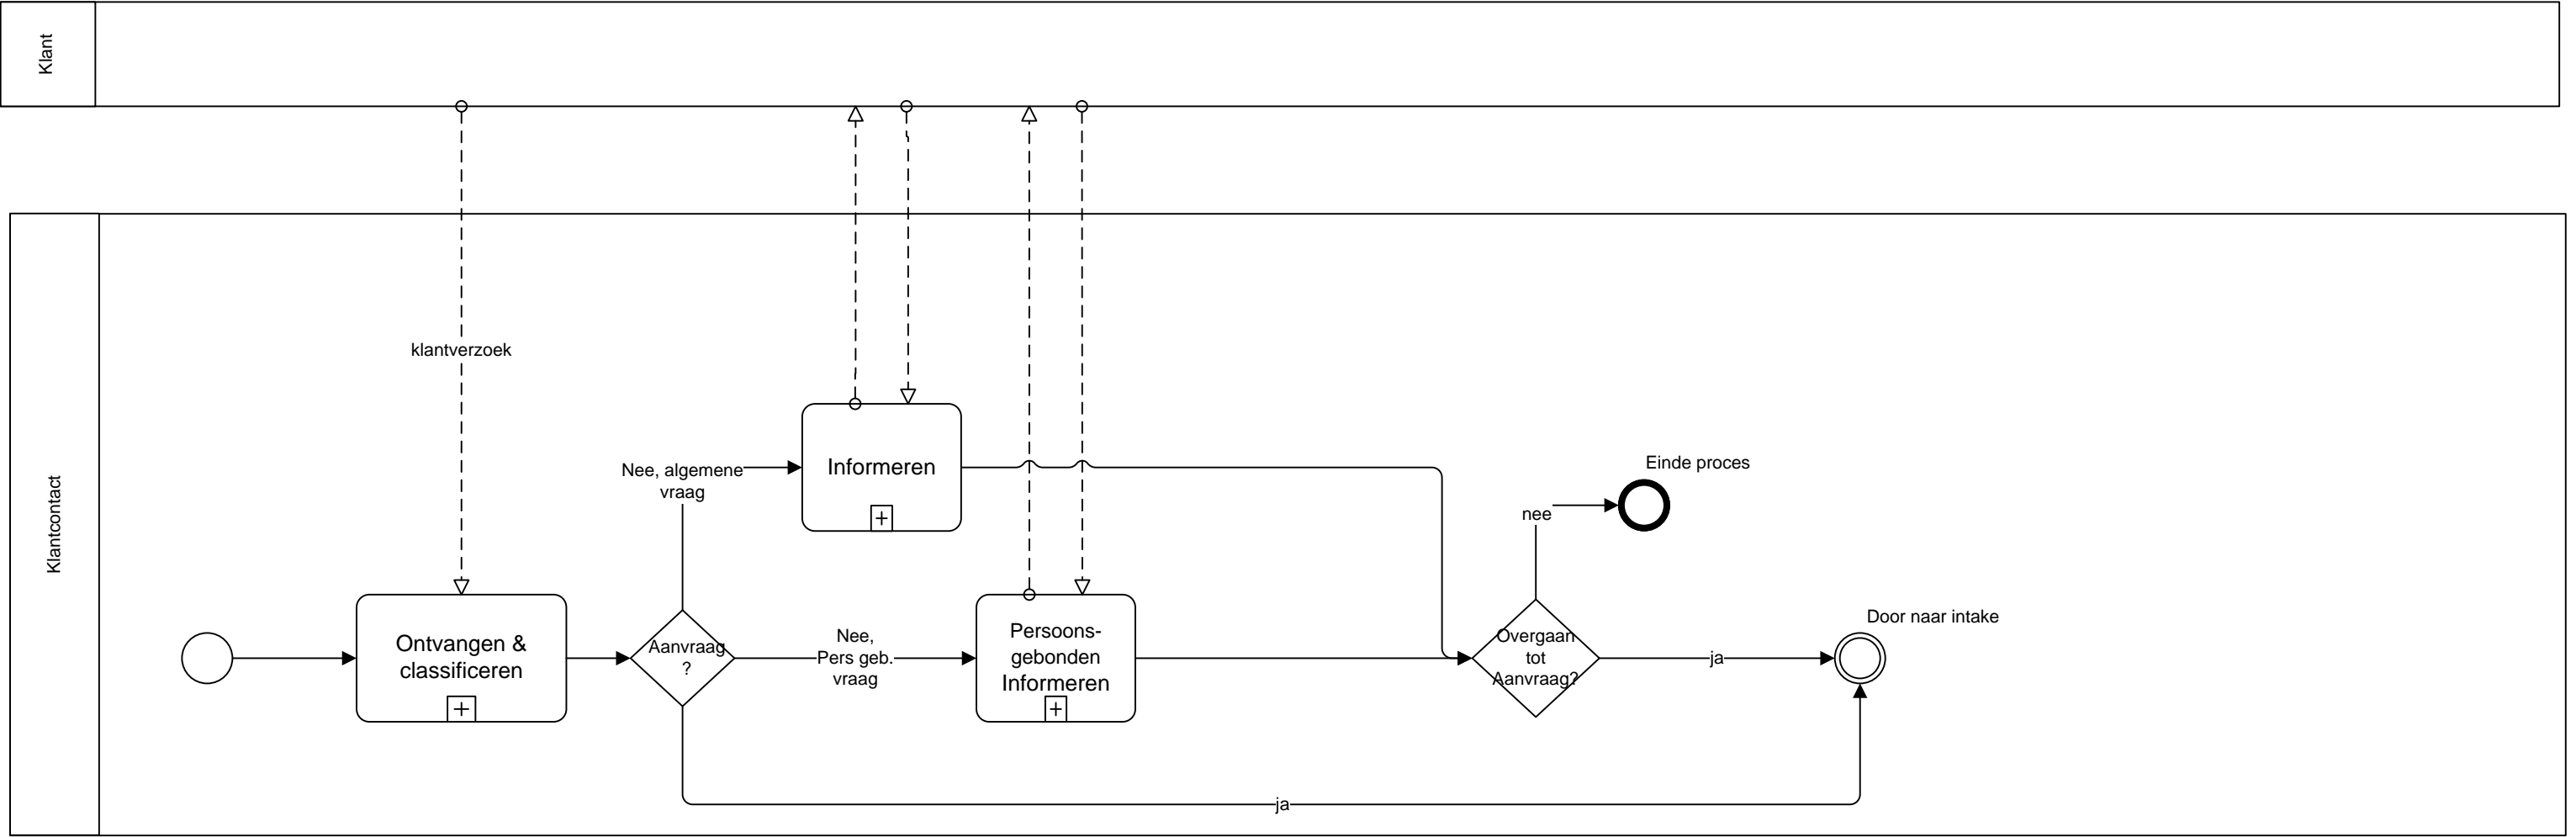 Klant
Klantcontact
klantverzoek
Ontvangen &
classificeren
Aanvraag
?
Nee, algemene
vraag
Informeren
Nee,
Pers geb.
vraag
Persoons-
gebonden
Informeren
Overgaan
tot
Aanvraag?
nee
Einde proces
ja
Door naar intake
ja